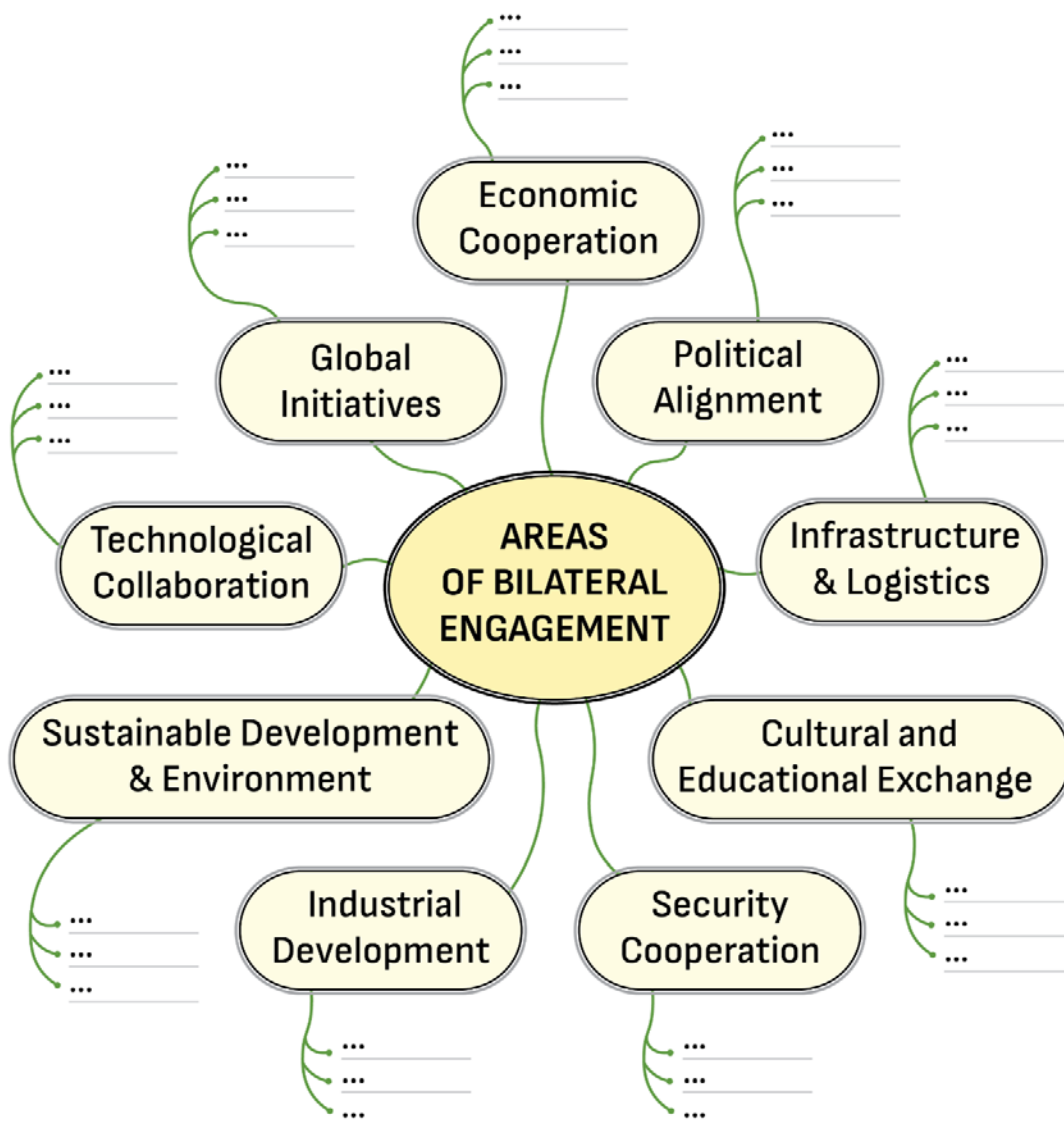 ...
...
...
Economic
Cooperation
...
...
...
Political
Alignment
...
...
...
Global
Initiatives
...
...
...
Infrastructure
& Logistics
...
...
...
Technological
Collaboration
AREAS
OF BILATERAL
ENGAGEMENT
Sustainable Development
& Environment
...
...
...
Cultural and
Educational Exchange
...
...
...
Industrial
Development
...
...
...
Security
Cooperation
...
...
...